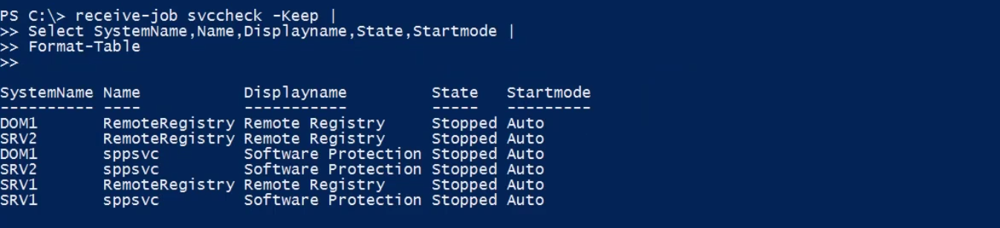 PS C:\> receive-job svccheck -Keep |
>> Select SystemName,Name,Displayname,State,Startmode |
>> Format-Table
>>
SystemName Name           Displayname         State   Startmode
---------- ----           -----------         -----   ---------
DOM1       RemoteRegistry Remote Registry     Stopped Auto
SRV2       RemoteRegistry Remote Registry     Stopped Auto
DOM1       sppsvc         Software Protection Stopped Auto
SRV2       sppsvc         Software Protection Stopped Auto
SRV1       RemoteRegistry Remote Registry     Stopped Auto
SRV1       sppsvc         Software Protection Stopped Auto